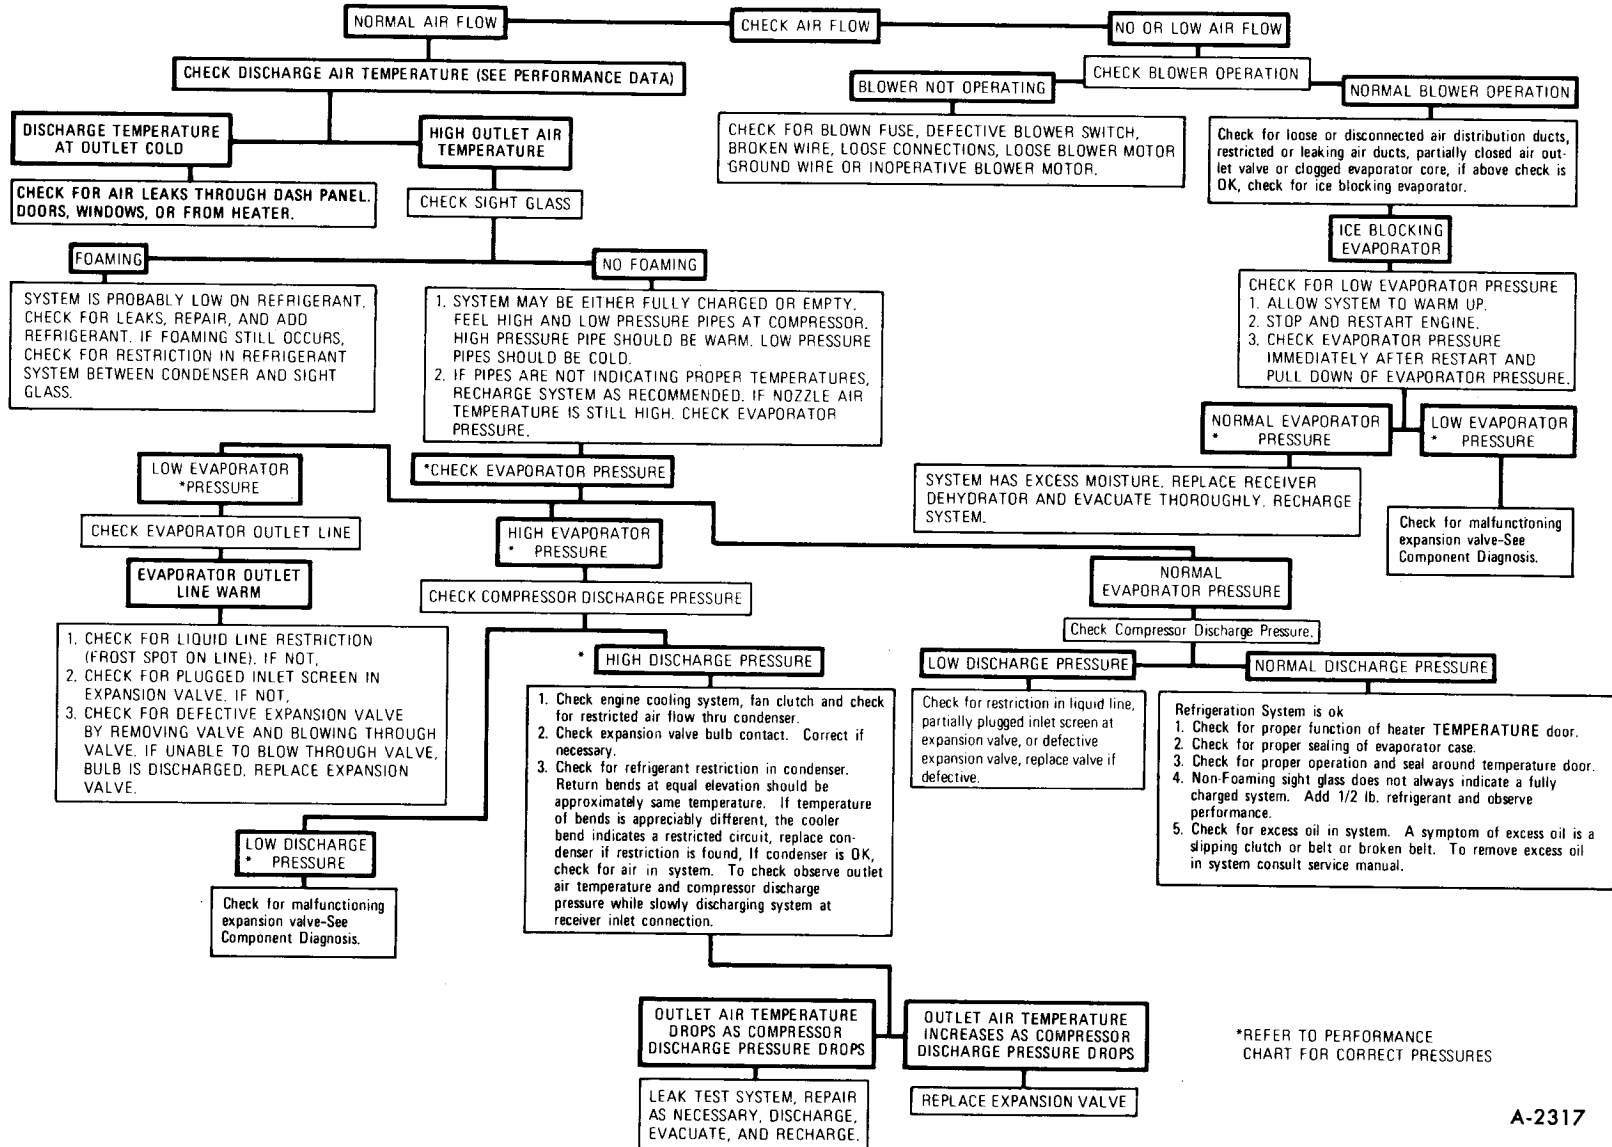 NORMAL AIR FLOW
CHECK AIR FLOW
NO OR LOW AIR FLOW
CHECK DISCHARGE AIR TEMPERATURE (SEE PERFORMANCE DATA)
CHECK BLOWER OPERATION
BLOWER NOT OPERATING
NORMAL BLOWER OPERATION
DISCHARGE TEMPERATURE
AT OUTLET COLD
HIGH OUTLET AIR
TEMPERATURE
CHECK FOR BLOWN FUSE, DEFECTIVE BLOWER SWITCH,
BROKEN WIRE, LOOSE CONNECTIONS, LOOSE BLOWER MOTOR
GROUND WIRE OR INOPERATIVE BLOWER MOTOR.
Check for loose or disconnected air distribution ducts,
restricted or leaking air ducts, partially closed air out-
let valve or clogged evaporator core, if above check is
OK, check for ice blocking evaporator.
CHECK FOR AIR LEAKS THROUGH DASH PANEL.
DOORS, WINDOWS, OR FROM HEATER.
CHECK SIGHT GLASS
ICE BLOCKING
EVAPORATOR
FOAMING
NO FOAMING
SYSTEM IS PROBABLY LOW ON REFRIGERANT.
CHECK FOR LEAKS, REPAIR, AND ADD
REFRIGERANT. IF FOAMING STILL OCCURS,
CHECK FOR RESTRICTION IN REFRIGERANT
SYSTEM BETWEEN CONDENSER AND SIGHT
GLASS.
1. SYSTEM MAY BE EITHER FULLY CHARGED OR EMPTY.
FEEL HIGH AND LOW PRESSURE PIPES AT COMPRESSOR.
HIGH PRESSURE PIPE SHOULD BE WARM. LOW PRESSURE
PIPES SHOULD BE COLD.
2. IF PIPES ARE NOT INDICATING PROPER TEMPERATURES,
RECHARGE SYSTEM AS RECOMMENDED. IF NOZZLE AIR
TEMPERATURE IS STILL HIGH. CHECK EVAPORATOR
PRESSURE.
CHECK FOR LOW EVAPORATOR PRESSURE
1. ALLOW SYSTEM TO WARM UP.
2. STOP AND RESTART ENGINE.
3. CHECK EVAPORATOR PRESSURE
IMMEDIATELY AFTER RESTART AND
PULL DOWN OF EVAPORATOR PRESSURE.
NORMAL EVAPORATOR
* PRESSURE
LOW EVAPORATOR
* PRESSURE
LOW EVAPORATOR
*PRESSURE
*CHECK EVAPORATOR PRESSURE
SYSTEM HAS EXCESS MOISTURE. REPLACE RECEIVER
DEHYDRATOR AND EVACUATE THOROUGHLY. RECHARGE
SYSTEM.
Check for malfunctioning
expansion valve-See
Component Diagnosis.
CHECK EVAPORATOR OUTLET LINE
HIGH EVAPORATOR
* PRESSURE
EVAPORATOR OUTLET
LINE WARM
NORMAL
EVAPORATOR PRESSURE
CHECK COMPRESSOR DISCHARGE PRESSURE
Check Compressor Discharge Pressure.
1. CHECK FOR LIQUID LINE RESTRICTION
(FROST SPOT ON LINE). IF NOT,
2. CHECK FOR PLUGGED INLET SCREEN IN
EXPANSION VALVE. IF NOT,
3. CHECK FOR DEFECTIVE EXPANSION VALVE
BY REMOVING VALVE AND BLOWING THROUGH
VALVE. IF UNABLE TO BLOW THROUGH VALVE,
BULB IS DISCHARGED. REPLACE EXPANSION
VALVE.
* HIGH DISCHARGE PRESSURE
LOW DISCHARGE PRESSURE
NORMAL DISCHARGE PRESSURE
1. Check engine cooling system, fan clutch and check
for restricted air flow thru condenser.
2. Check expansion valve bulb contact. Correct if
necessary.
3. Check for refrigerant restriction in condenser.
Return bends at equal elevation should be
approximately same temperature. If temperature
of bends is appreciably different, the cooler
bend indicates a restricted circuit, replace con-
denser if restriction is found, If condenser is OK,
check for air in system. To check observe outlet
air temperature and compressor discharge
pressure while slowly discharging system at
receiver inlet connection.
Check for restriction in liquid line,
partially plugged inlet screen at
expansion valve, or defective
expansion valve, replace valve if
defective.
Refrigeration System is ok
1. Check for proper function of heater TEMPERATURE door.
2. Check for proper sealing of evaporator case.
3. Check for proper operation and seal around temperature door.
4. Non-Foaming sight glass does not always indicate a fully
charged system. Add 1/2 lb. refrigerant and observe
performance.
5. Check for excess oil in system. A symptom of excess oil is a
slipping clutch or belt or broken belt. To remove excess oil
in system consult service manual.
LOW DISCHARGE
* PRESSURE
Check for malfunctioning
expansion valve-See
Component Diagnosis.
OUTLET AIR TEMPERATURE
DROPS AS COMPRESSOR
DISCHARGE PRESSURE DROPS
OUTLET AIR TEMPERATURE
INCREASES AS COMPRESSOR
DISCHARGE PRESSURE DROPS
*REFER TO PERFORMANCE
CHART FOR CORRECT PRESSURES
LEAK TEST SYSTEM, REPAIR
AS NECESSARY, DISCHARGE,
EVACUATE, AND RECHARGE.
REPLACE EXPANSION VALVE
A-2317